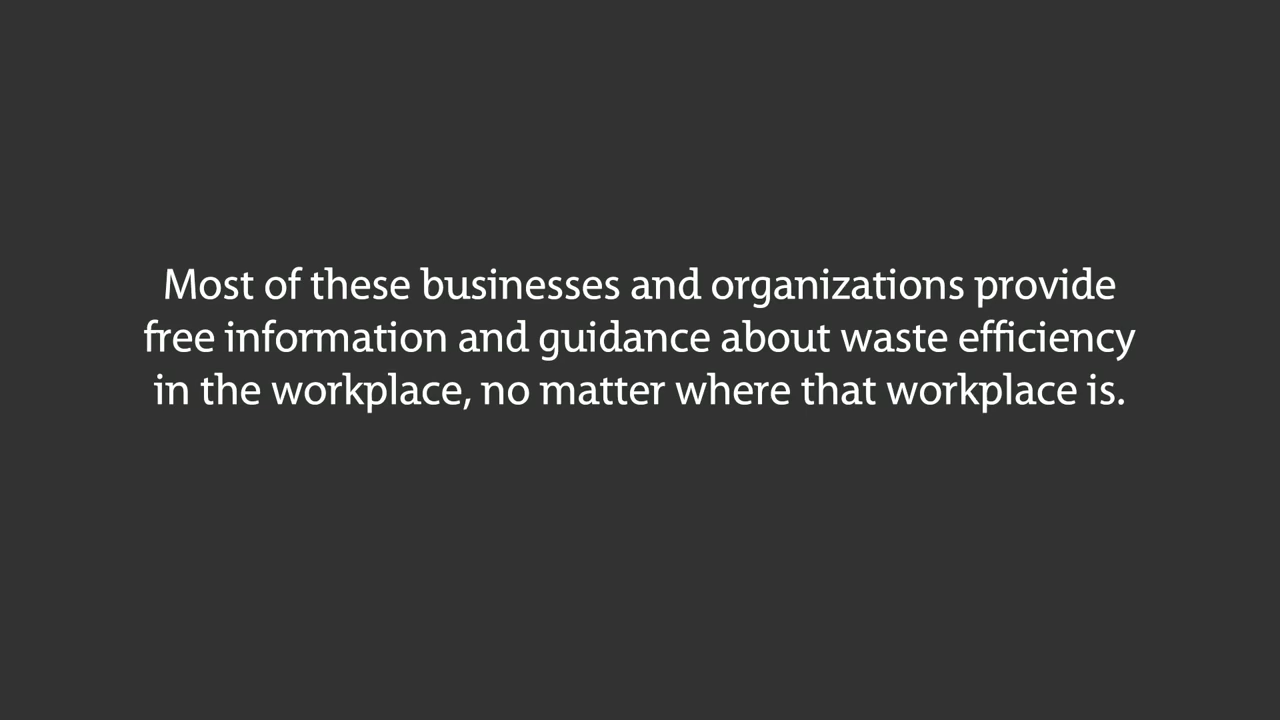 Most of these businesses and organizations provide
free information and guidance about waste efficiency
in the workplace, no matter where that workplace is.